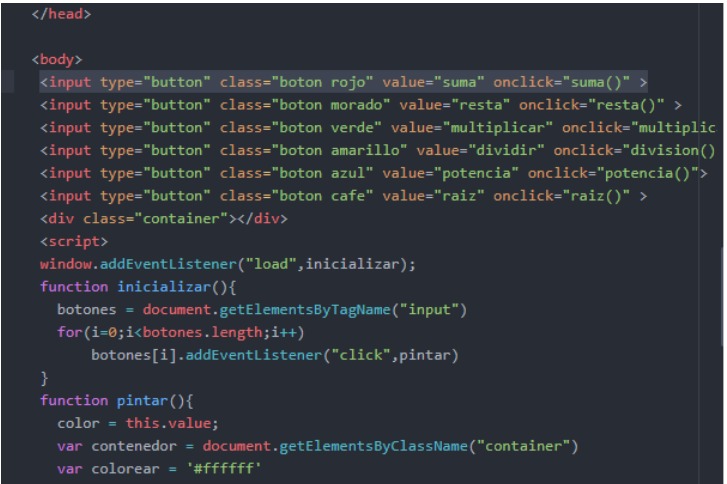 </head>
<body>
<input type="button" class="boton rojo" value="suma" onclick="suma()" >
<input type="button" class="boton morado" value="resta" onclick="resta()" >
<input type="button" class="boton verde" value="multiplicar" onclick="multiplic
<input type="button" class="boton amarillo" value="dividir" onclick="division()
<input type="button" class="boton azul" value="potencia" onclick="potencia()">
<input type="button" class="boton cafe" value="raiz" onclick="raiz()" >
<div class="container"></div>
<script>
window.addEventListener("load",inicializar);
function inicializar(){
botones = document.getElementsByTagName("input")
for(i=0;i<botones.length;i++)
botones[i].addEventListener("click",pintar)
}
function pintar(){
color = this.value;
var contenedor = document.getElementsByClassName("container")
var colorear = '#ffffff'